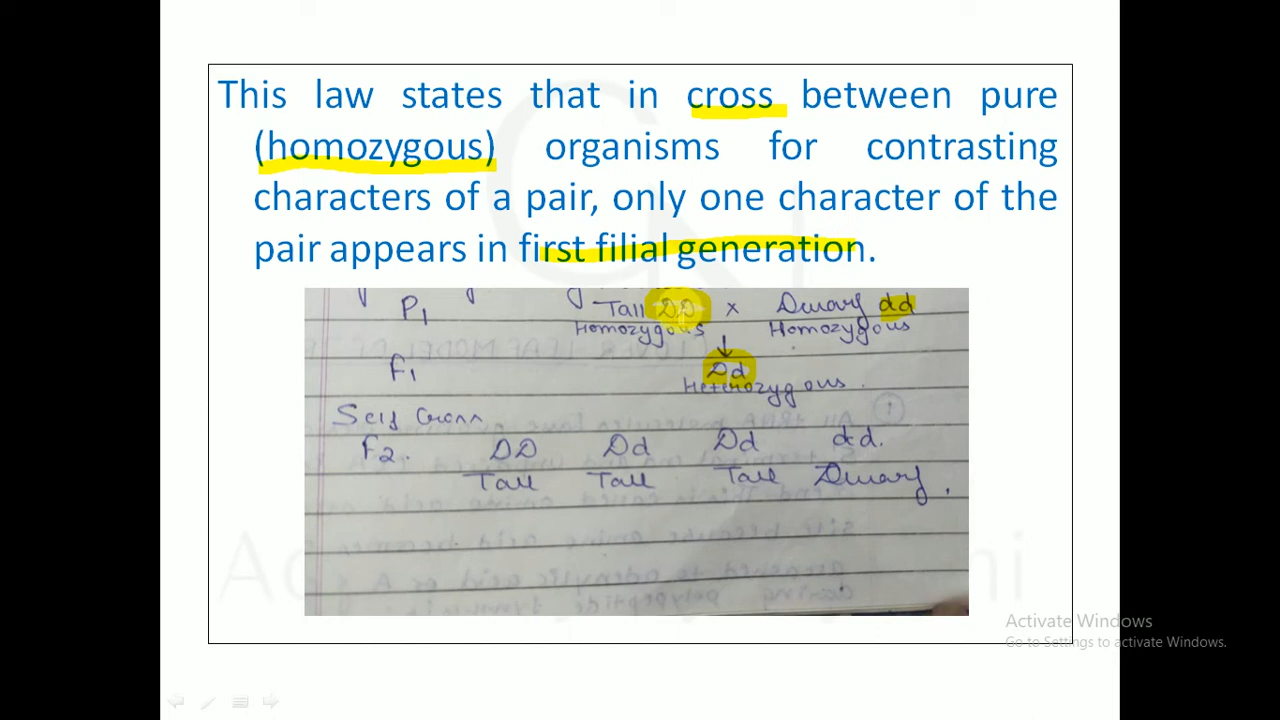 This law states that in cross between pure
(homozygous) organisms for contrasting
characters of a pair, only one character of the
pair appears in first filial generation.
P1 Tall DD x Dwarf dd
Homozygous Homozygous
F1 Dd
Heterozygous
Self Cross
F2. DD Dd Dd dd.
Tall Tall Tall Dwarf.
Activate Windows
Go to Settings to activate Windows.